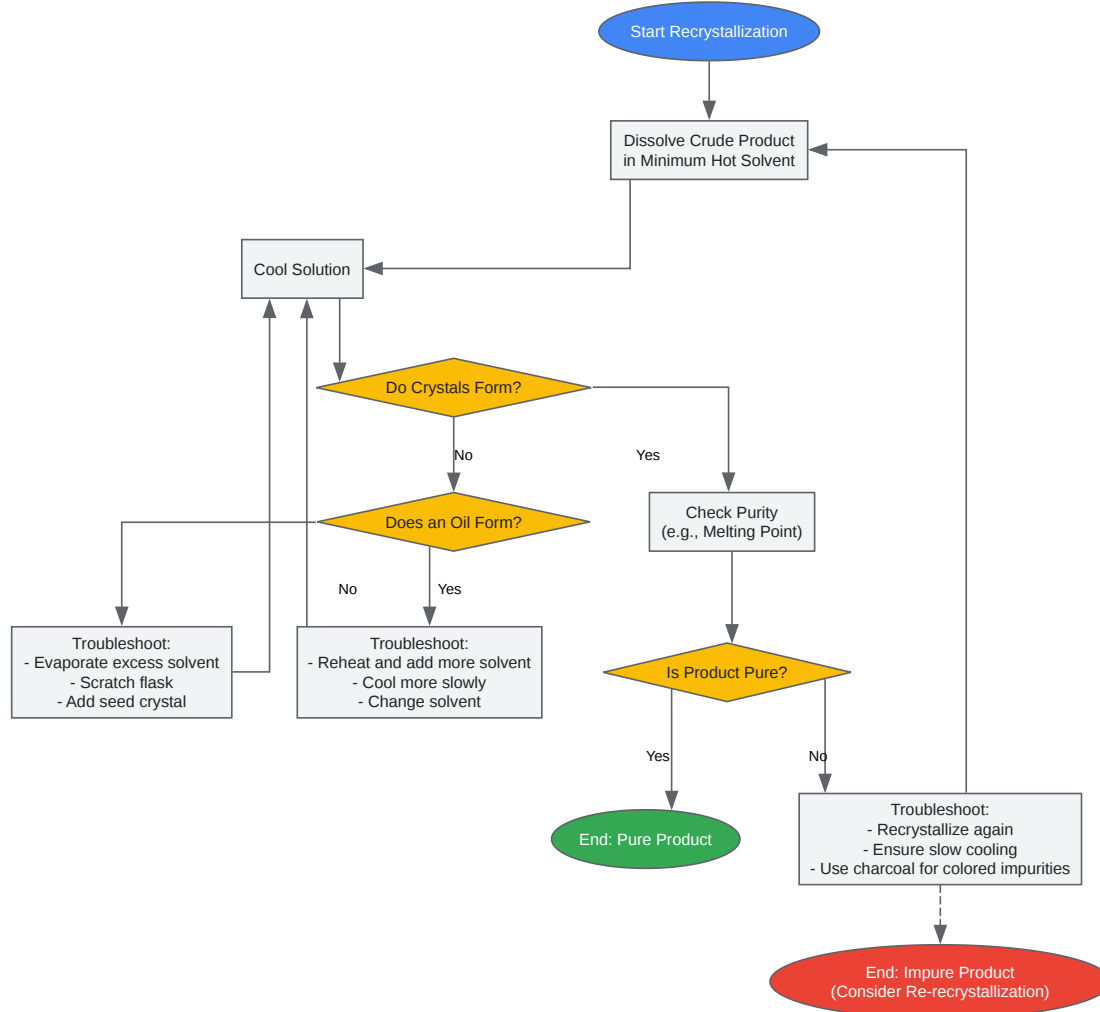 Start Recrystallization
Dissolve Crude Product
in Minimum Hot Solvent
Cool Solution
Do Crystals Form?
No
Yes
Does an Oil Form?
Check Purity
(e.g., Melting Point)
No
Yes
Troubleshoot:
- Evaporate excess solvent
- Scratch flask
- Add seed crystal
Troubleshoot:
- Reheat and add more solvent
- Cool more slowly
- Change solvent
Is Product Pure?
Yes
No
End: Pure Product
Troubleshoot:
- Recrystallize again
- Ensure slow cooling
- Use charcoal for colored impurities
End: Impure Product
(Consider Re-recrystallization)